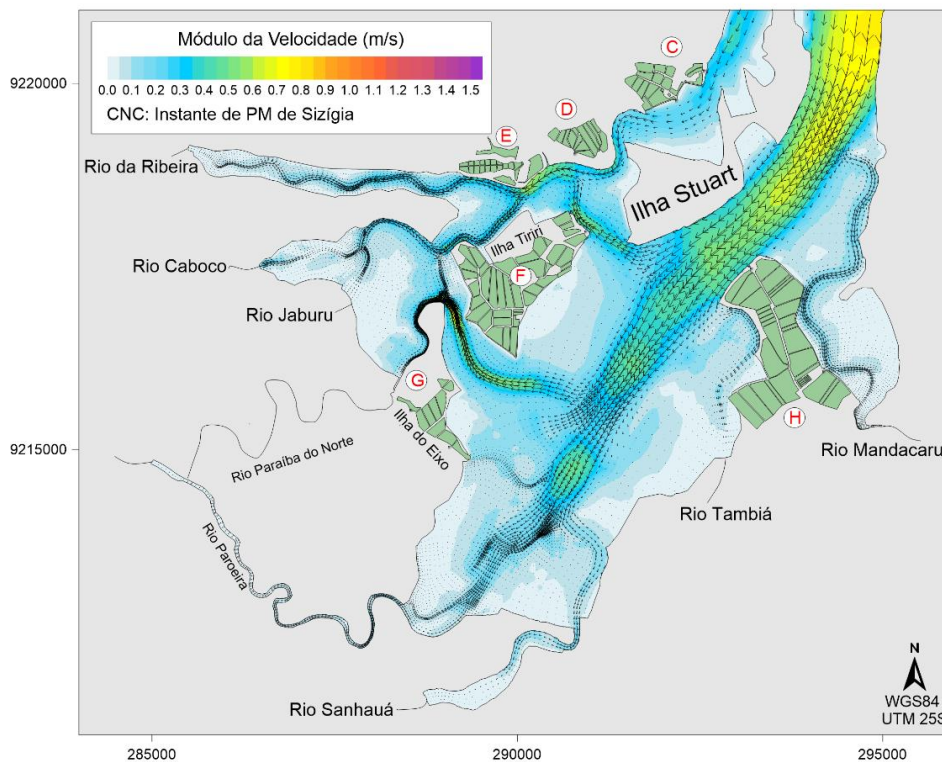 Módulo da Velocidade (m/s)
0.0 0.1 0.2 0.3 0.4 0.5 0.6 0.7 0.8 0.9 1.0 1.1 1.2 1.3 1.4 1.5
CNC: Instante de PM de Sizígia
9220000
C
D
E
Rio da Ribeira
Ilha Stuart
Ilha Tiriri
Rio Caboco
F
Rio Jaburu
G
H
Ilha do Eixo
9215000
Rio Paraíba do Norte
Rio Mandacaru
Rio Tambiá
Rio Paroeira
Rio Sanhauá
N
WGS84
UTM 25S
285000
290000
295000